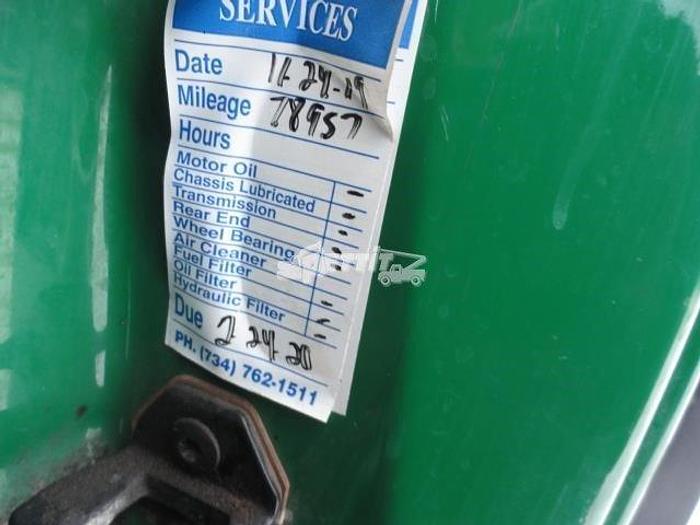 SERVICES
Date 11-24-19
Mileage 78957
Hours
Motor Oil -
Chassis Lubricated -
Transmission -
Rear End -
Wheel Bearing
Air Cleaner -
Fuel Filter -
Oil Filter -
Hydraulic Filter -
Due 2 24 20
PH. (734) 762-1511